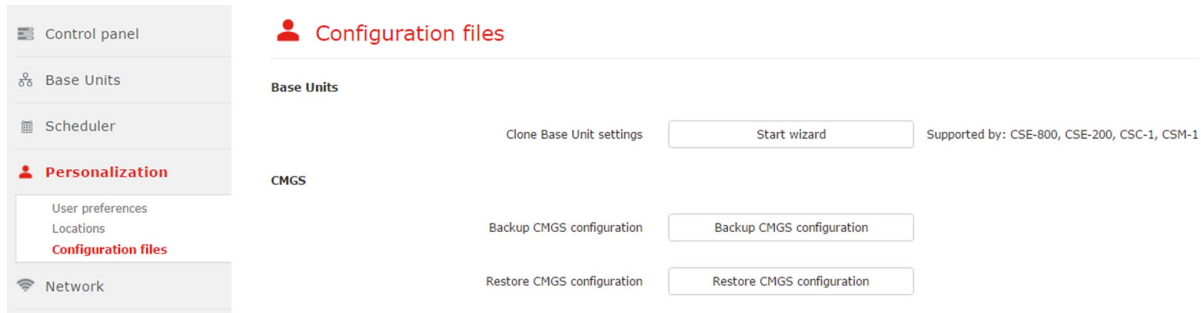 Control panel
Base Units
Scheduler
Personalization
User preferences
Locations
Configuration files
Network
Configuration files
Base Units
Clone Base Unit settings Start wizard Supported by: CSE-800, CSE-200, CSC-1, CSM-1
CMGS
Backup CMGS configuration Backup CMGS configuration
Restore CMGS configuration Restore CMGS configuration